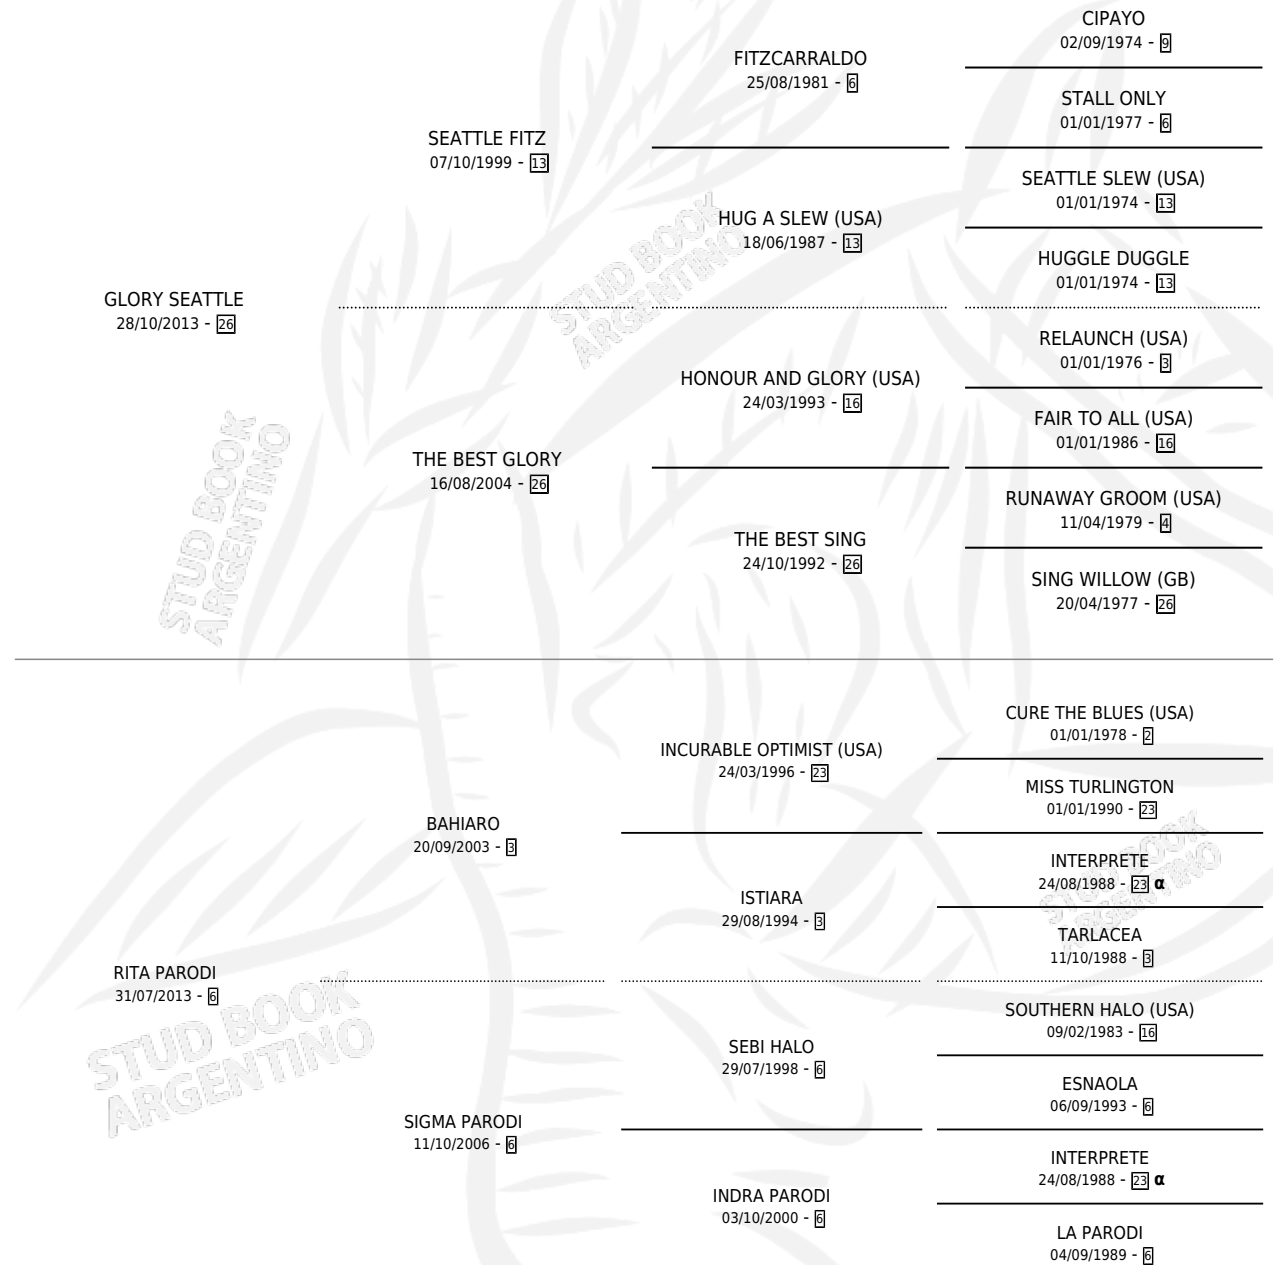 CIPAYO
02/09/1974 - 9
FITZCARRALDO
25/08/1981 - 6
STALL ONLY
01/01/1977 - 6
SEATTLE FITZ
07/10/1999 - 13
SEATTLE SLEW (USA)
01/01/1974 - 13
HUG A SLEW (USA)
18/06/1987 - 13
HUGGLE DUGGLE
01/01/1974 - 13
GLORY SEATTLE
28/10/2013 - 26
RELAUNCH (USA)
01/01/1976 - 3
HONOUR AND GLORY (USA)
24/03/1993 - 16
FAIR TO ALL (USA)
01/01/1986 - 16
THE BEST GLORY
16/08/2004 - 26
RUNAWAY GROOM (USA)
11/04/1979 - 4
THE BEST SING
24/10/1992 - 26
SING WILLOW (GB)
20/04/1977 - 26
STUD BOOK
ARGENTINO
STUD BOOK
ARGENTINO
CURE THE BLUES (USA)
01/01/1978 - 2
INCURABLE OPTIMIST (USA)
24/03/1996 - 23
MISS TURLINGTON
01/01/1990 - 23
BAHIARO
20/09/2003 - 3
INTERPRETE
24/08/1988 - 23 α
ISTIARA
29/08/1994 - 3
TARLACEA
11/10/1988 - 3
RITA PARODI
31/07/2013 - 6
SOUTHERN HALO (USA)
09/02/1983 - 16
SEBI HALO
29/07/1998 - 6
ESNAOLA
06/09/1993 - 6
SIGMA PARODI
11/10/2006 - 6
INTERPRETE
24/08/1988 - 23 α
INDRA PARODI
03/10/2000 - 6
LA PARODI
04/09/1989 - 6
STUD BOOK
ARGENTINO
STUD BOOK
ARGENTINO